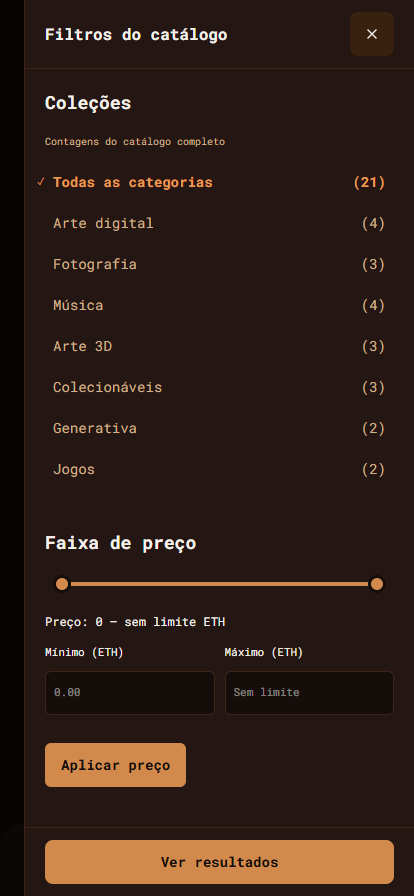 Filtros do catálogo ×
Coleções
Contagens do catálogo completo
✓ Todas as categorias (21)
Arte digital (4)
Fotografia (3)
Música (4)
Arte 3D (3)
Colecionáveis (3)
Generativa (2)
Jogos (2)
Faixa de preço
Preço: 0 — sem limite ETH
Mínimo (ETH) Máximo (ETH)
0.00 Sem limite
Aplicar preço
Ver resultados